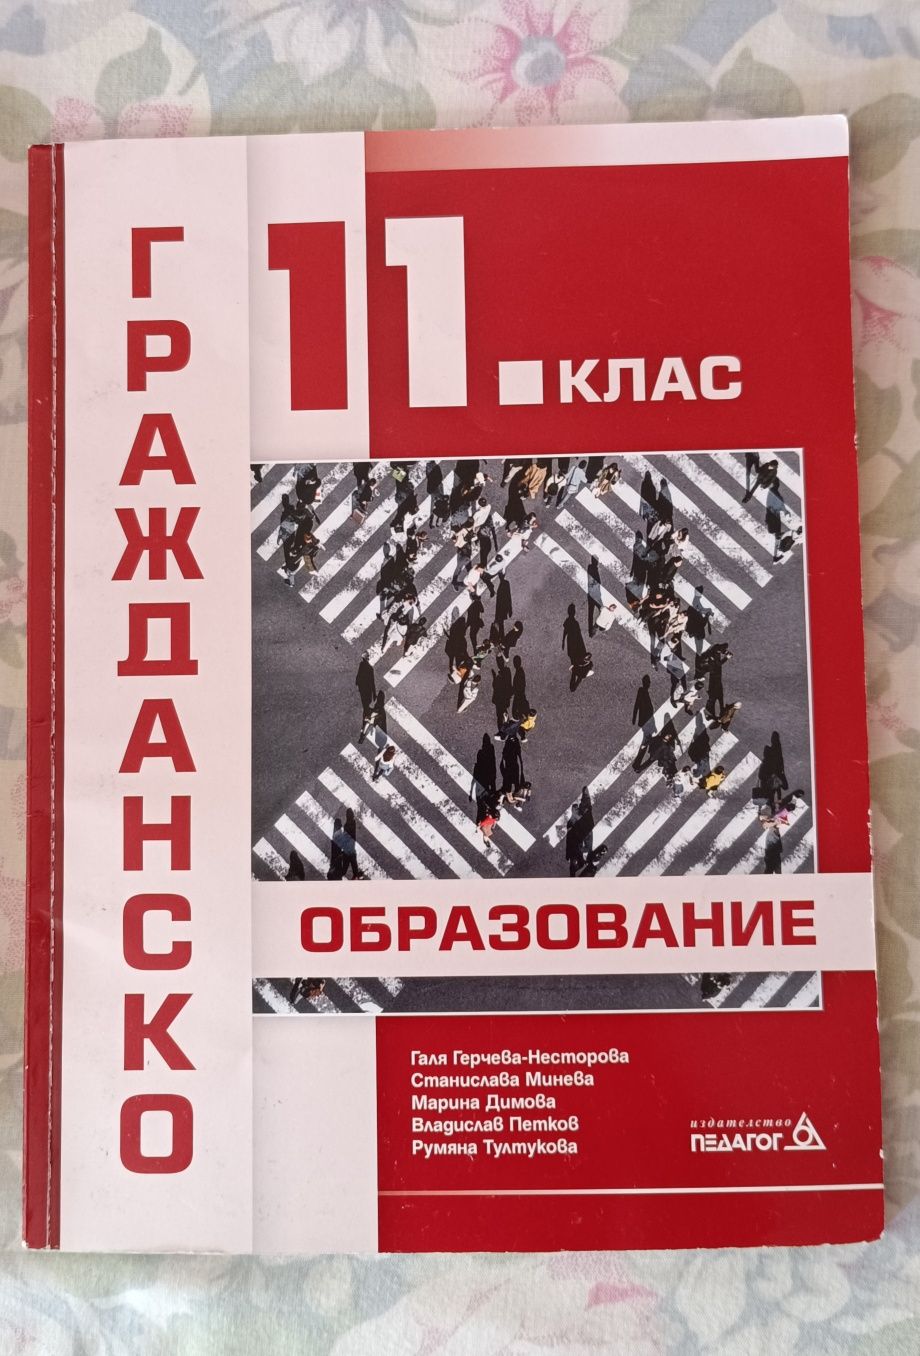 ГРАЖДАНСКО
11. КЛАС
ОБРАЗОВАНИЕ
Галя Герчева-Несторова
Станислава Минева
Марина Димова
Владислав Петков
Румяна Тултукова
издателство
ПЕДАГОГ 6